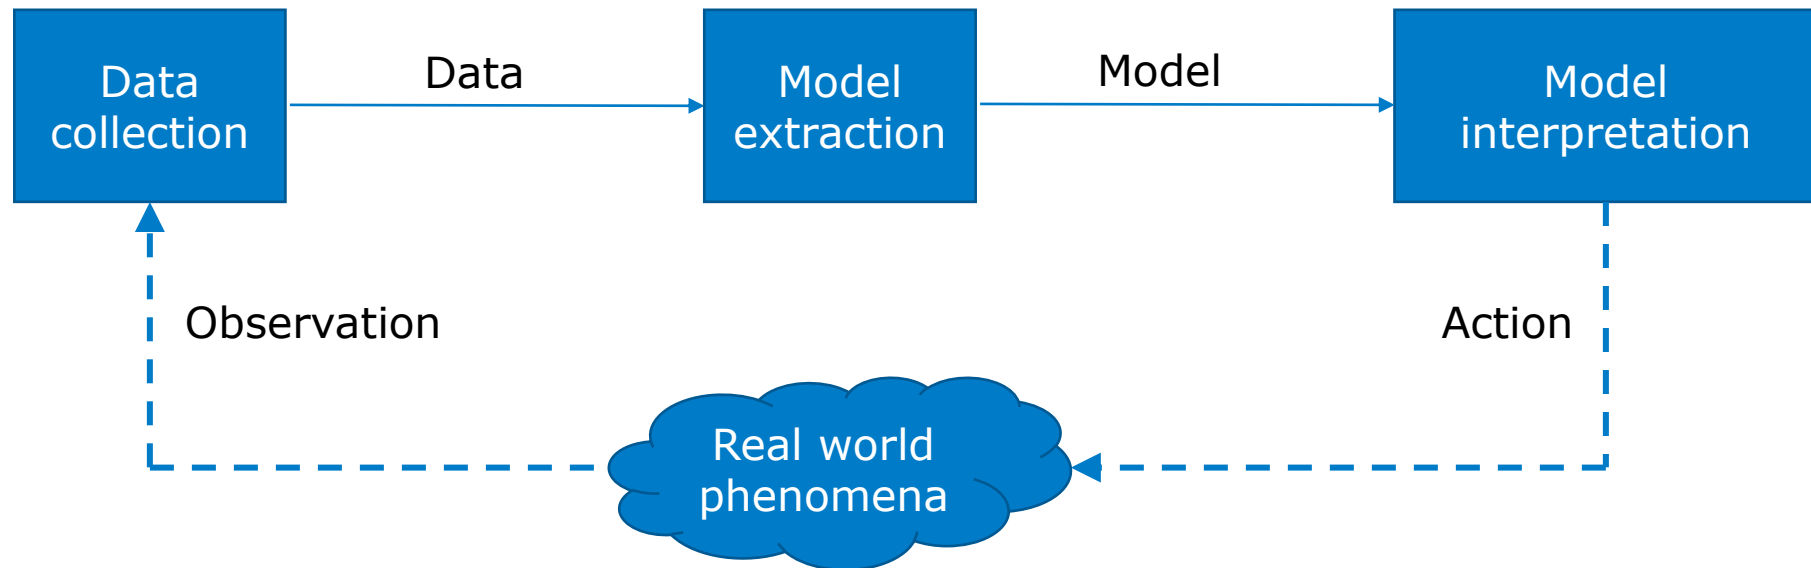 Data
collection
Data
Model
extraction
Model
Model
interpretation
Observation
Action
Real world
phenomena